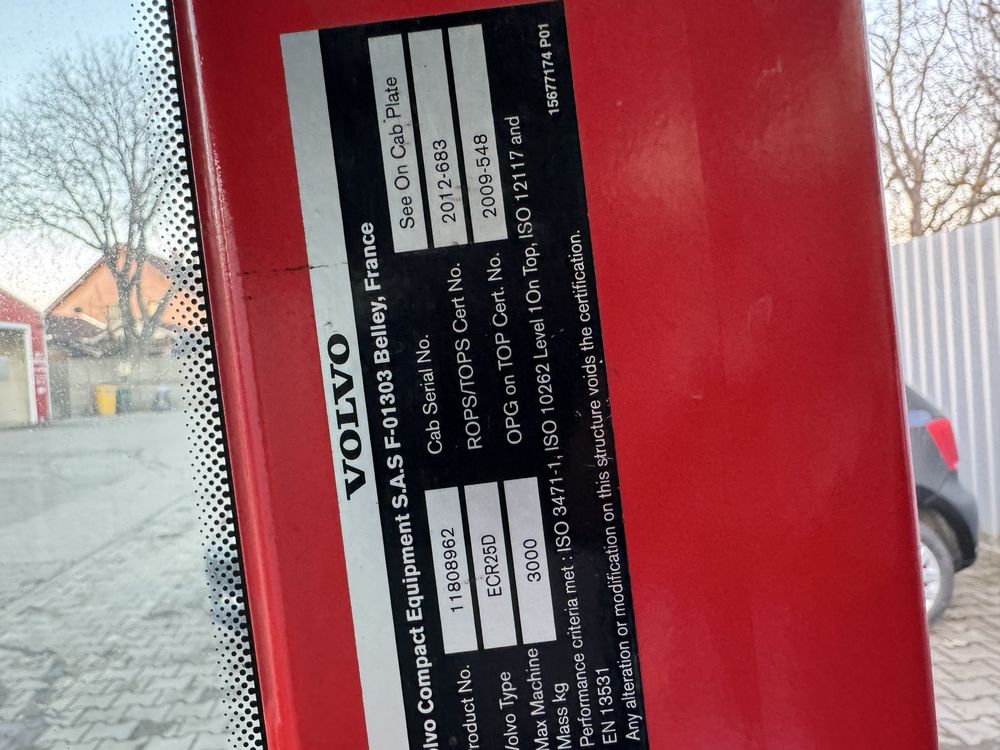 VOLVO
lvo Compact Equipment S.A.S F-01303 Belley, France
roduct No. 11808962 Cab Serial No. See On Cab Plate
Volvo Type ECR25D ROPS/TOPS Cert No. 2012-683
Max Machine Mass kg 3000 OPG on TOP Cert. No. 2009-548
Performance criteria met : ISO 3471-1, ISO 10262 Level 1On Top, ISO 12117 and
EN 13531
Any alteration or modification on this structure voids the certification.
15677174 P01